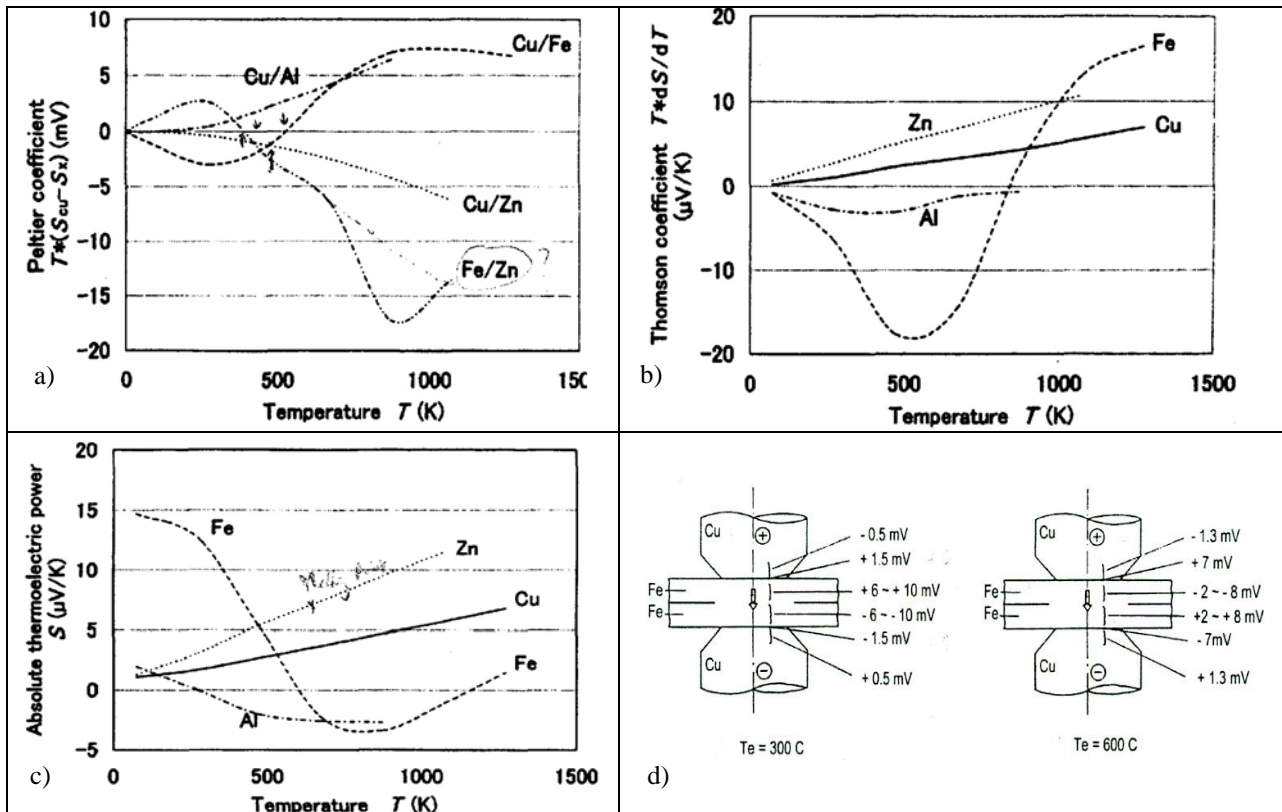 10
5
0
-5
-10
-15
-20
Peltier coefficient
T*(Scu-Sx) (mV)
Cu/Fe
Cu/Al
Cu/Zn
Fe/Zn
0 500 1000 150
Temperature T (K)
a)
20
10
0
-10
-20
Thomson coefficient T*dS/dT
(μV/K)
Fe
Zn
Cu
Al
0 500 1000 1500
Temperature T (K)
b)
20
15
10
5
0
-5
Absolute thermoelectric power
S (μV/K)
Fe
Zn
Cu
Fe
Al
0 500 1000 1500
Temperature T (K)
c)
Cu
+
- 0.5 mV
+ 1.5 mV
Fe
+ 6 ~ + 10 mV
Fe
- 6 ~ - 10 mV
- 1.5 mV
Cu
−
+ 0.5 mV
Te = 300 C
Cu
+
- 1.3 mV
+ 7 mV
Fe
- 2 ~ - 8 mV
Fe
+2 ~ +8 mV
- 7mV
Cu
−
+ 1.3 mV
Te = 600 C
d)